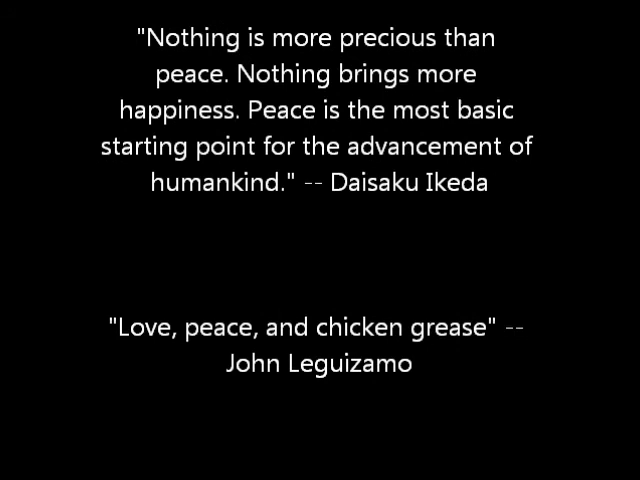 "Nothing is more precious than
peace. Nothing brings more
happiness. Peace is the most basic
starting point for the advancement of
humankind." -- Daisaku Ikeda
"Love, peace, and chicken grease" --
John Leguizamo